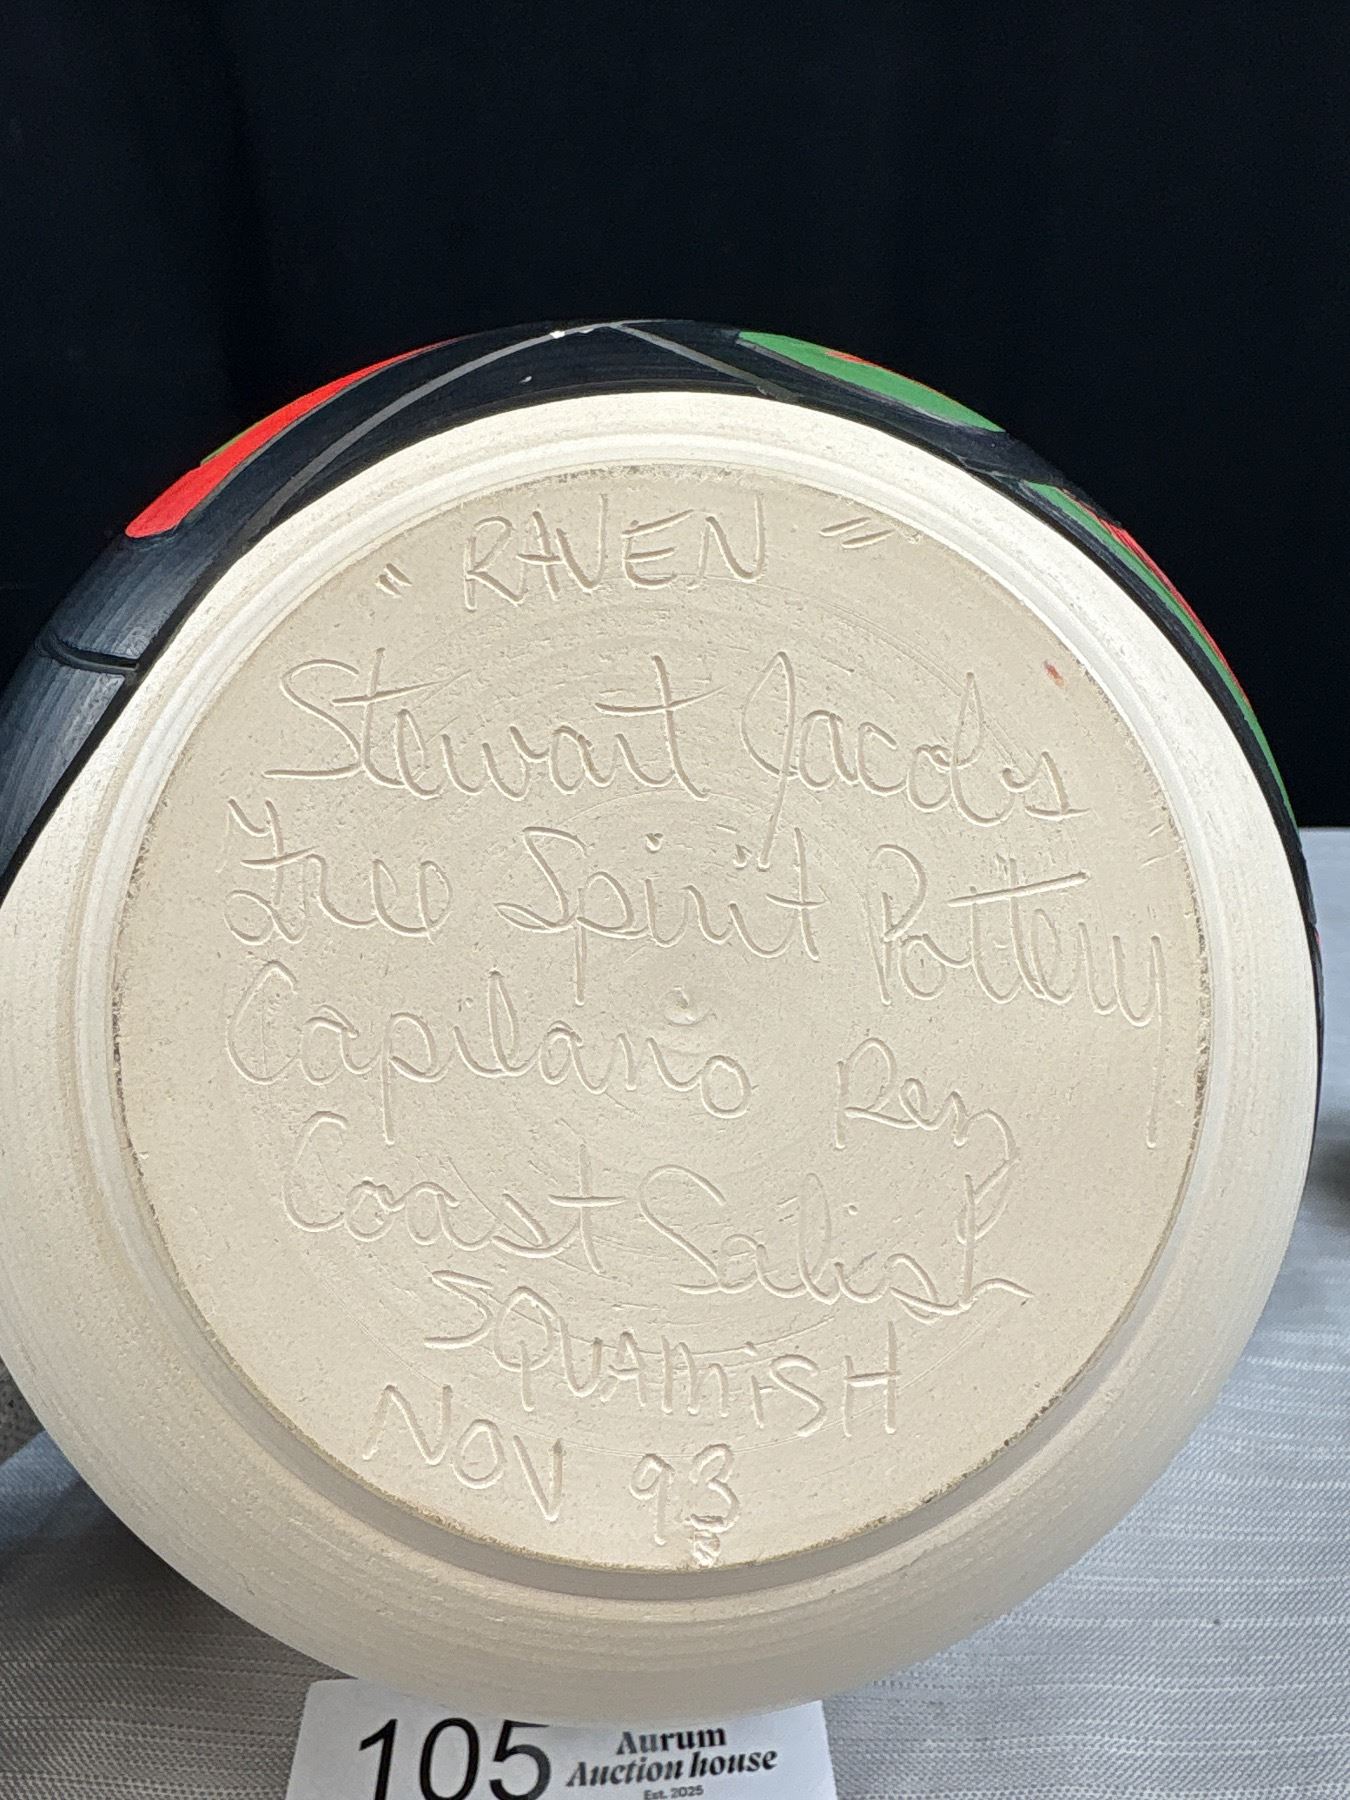 "RAVEN"
Stewart Jacobs
Free Spirit Pottery
Capilano Rez
Coast Salish
SQUAMiSH
NOV 93
105
Aurum
Auction house
Est. 2025